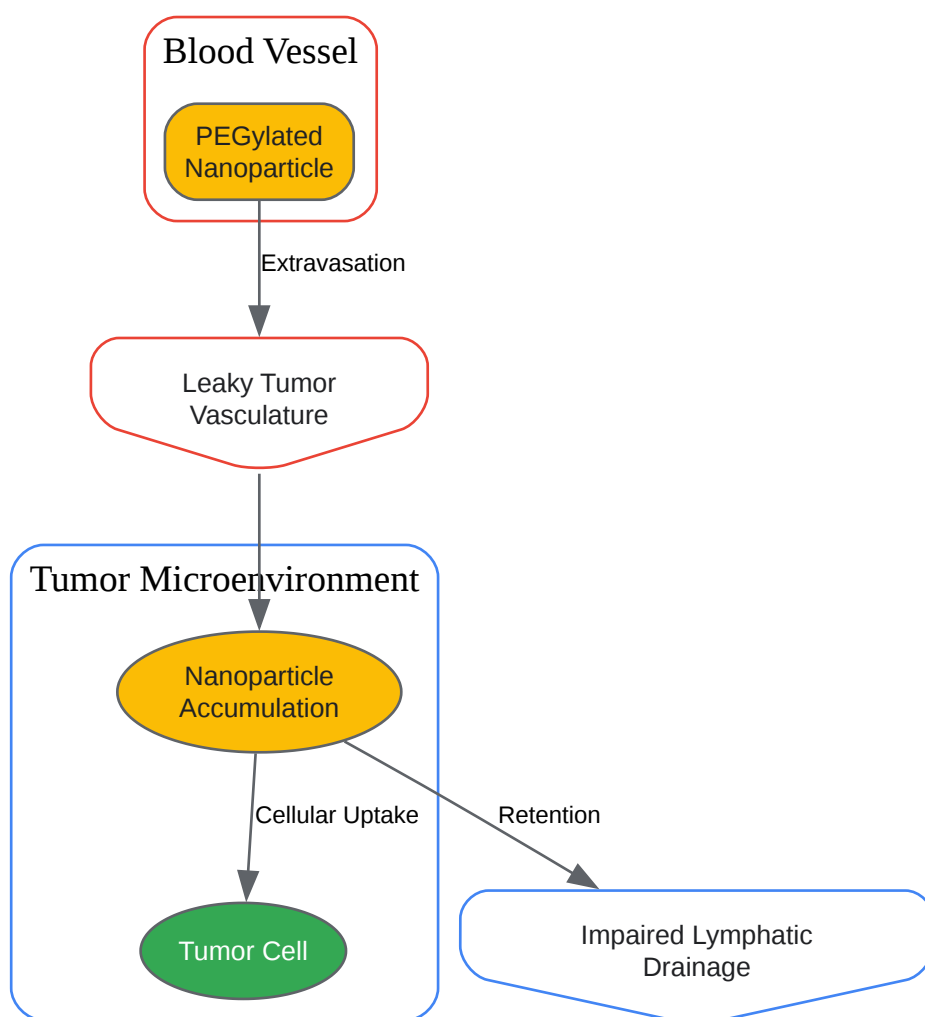 Blood Vessel
PEGylated
Nanoparticle
Extravasation
Leaky Tumor
Vasculature
Tumor Microenvironment
Nanoparticle
Accumulation
Cellular Uptake
Retention
Tumor Cell
Impaired Lymphatic
Drainage